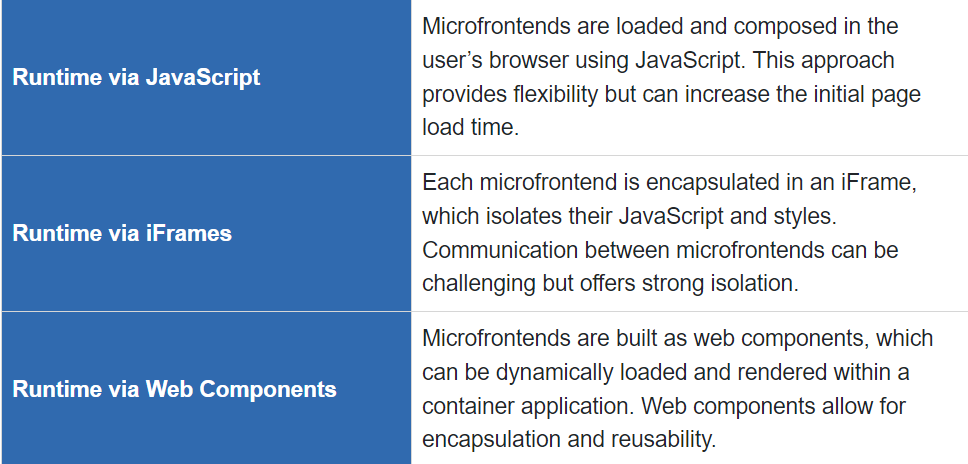 Runtime via JavaScript
Microfrontends are loaded and composed in the
user’s browser using JavaScript. This approach
provides flexibility but can increase the initial page
load time.
Runtime via iFrames
Each microfrontend is encapsulated in an iFrame,
which isolates their JavaScript and styles.
Communication between microfrontends can be
challenging but offers strong isolation.
Runtime via Web Components
Microfrontends are built as web components, which
can be dynamically loaded and rendered within a
container application. Web components allow for
encapsulation and reusability.